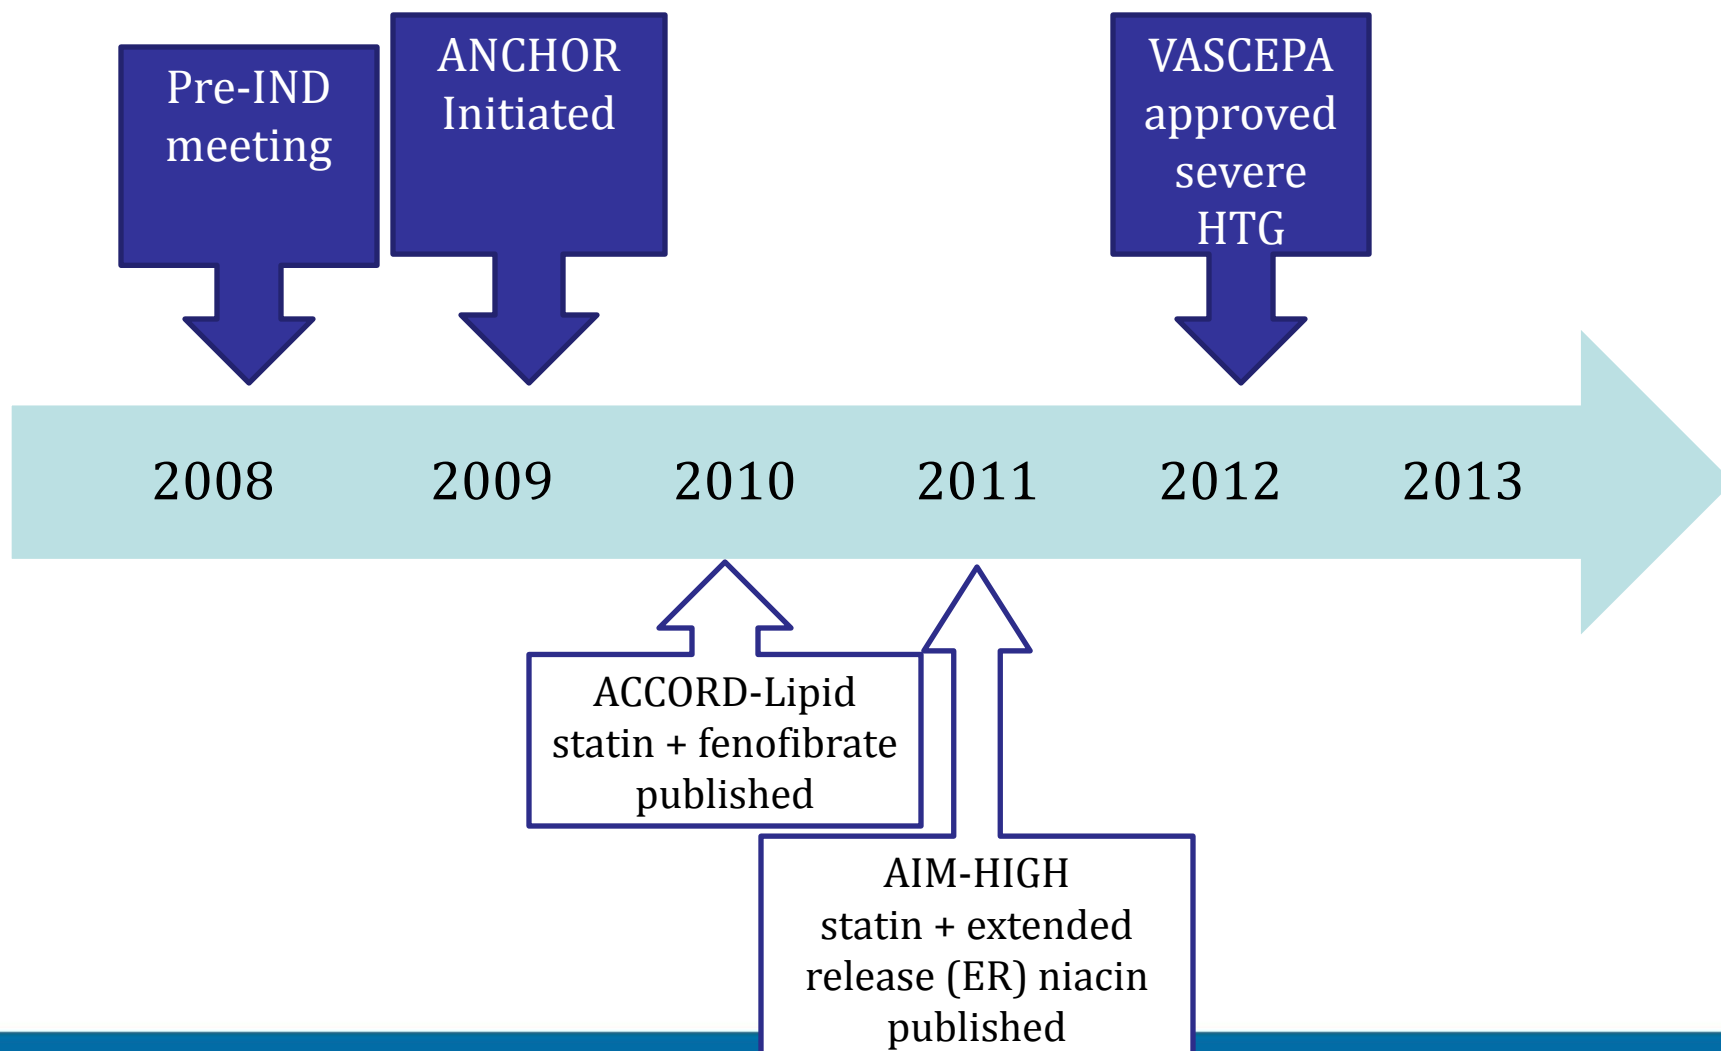 Pre-IND
meeting
ANCHOR
Initiated
VASCEPA
approved
severe
HTG
2008
2009
2010
2011
2012
2013
ACCORD-Lipid
statin + fenofibrate
published
AIM-HIGH
statin + extended
release (ER) niacin
published